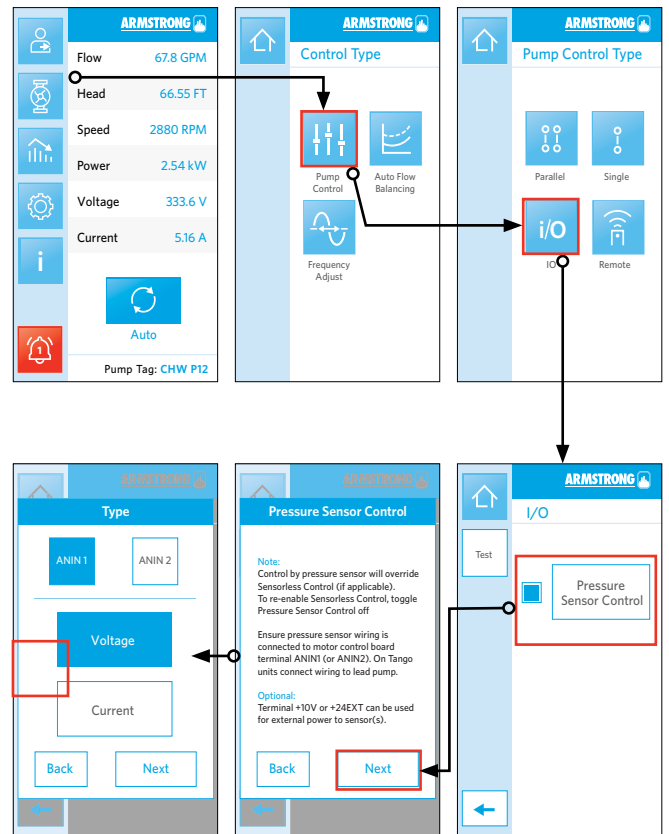 ARMSTRONG
Flow 67.8 GPM
Head 66.55 FT
Speed 2880 RPM
Power 2.54 kW
Voltage 333.6 V
Current 5.16 A
i
Auto
1
Pump Tag: CHW P12
ARMSTRONG
Control Type
Pump
Control
Auto Flow
Balancing
Frequency
Adjust
ARMSTRONG
Pump Control Type
Parallel
Single
i/O
IO
Remote
ARMSTRONG
Type
ANIN 1
ANIN 2
Voltage
Current
Back
Next
ARMSTRONG
Pressure Sensor Control
Note:
Control by pressure sensor will override
Sensorless Control (if applicable).
To re-enable Sensorless Control, toggle
Pressure Sensor Control off
Ensure pressure sensor wiring is
connected to motor control board
terminal ANIN1 (or ANIN2). On Tango
units connect wiring to lead pump.
Optional:
Terminal +10V or +24EXT can be used
for external power to sensor(s).
Back
Next
ARMSTRONG
I/O
Test
Pressure
Sensor Control